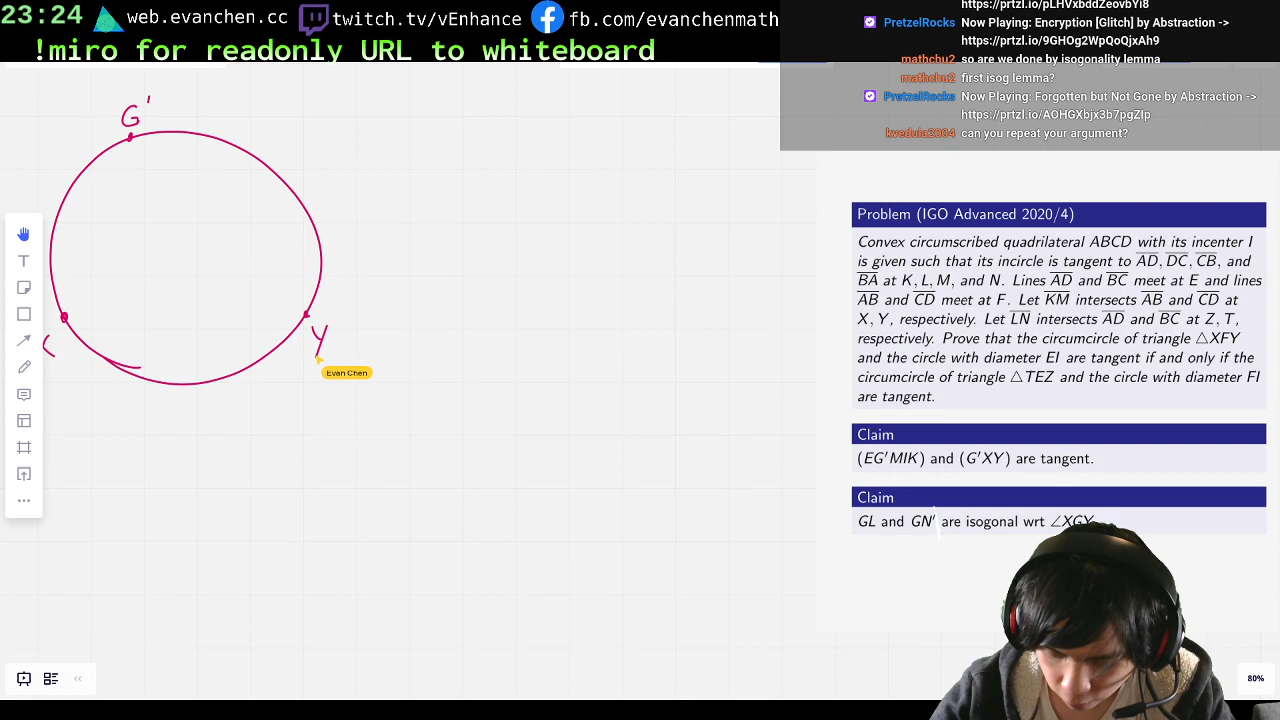 23:24 web.evanchen.cc twitch.tv/vEnhance fb.com/evanchenmath
!miro for readonly URL to whiteboard
https://prtzl.io/pLHVxbddZeovbYi8
PretzelRocks Now Playing: Encryption [Glitch] by Abstraction ->
https://prtzl.io/9GHOg2WpQoQjxAh9
mathchu2 so are we done by isogonality lemma
mathchu2 first isog lemma?
PretzelRocks Now Playing: Forgotten but Not Gone by Abstraction ->
https://prtzl.io/AOHGXbjx3b7pgZIp
kvedula2004 can you repeat your argument?
G'
Y
Evan Chen
T
Problem (IGO Advanced 2020/4)
Convex circumscribed quadrilateral ABCD with its incenter I
is given such that its incircle is tangent to AD, DC, CB, and
BA at K, L, M, and N. Lines AD and BC meet at E and lines
AB and CD meet at F. Let KM intersects AB and CD at
X, Y, respectively. Let LN intersects AD and BC at Z, T,
respectively. Prove that the circumcircle of triangle △XFY
and the circle with diameter EI are tangent if and only if the
circumcircle of triangle △TEZ and the circle with diameter FI
are tangent.
Claim
(EG'MIK) and (G'XY) are tangent.
Claim
GL and GN' are isogonal wrt ∠XGY.
80%